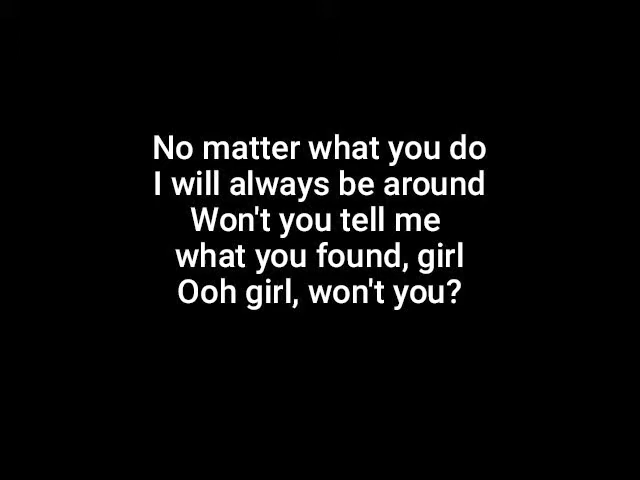 No matter what you do
I will always be around
Won't you tell me
what you found, girl
Ooh girl, won't you?